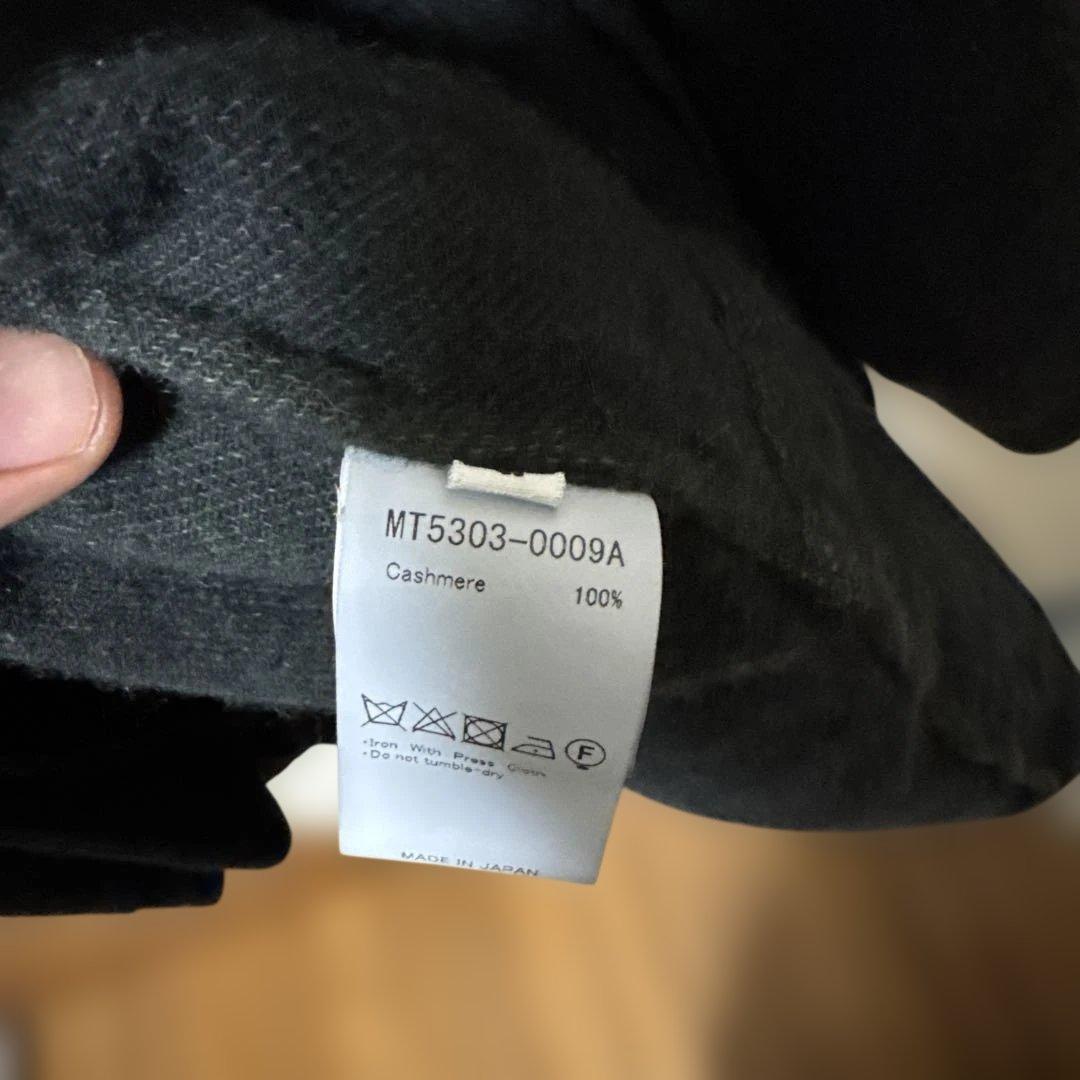 MT5303-0009A
Cashmere 100%
F
•Iron With Press Cloth
•Do not tumble-dry
MADE IN JAPAN